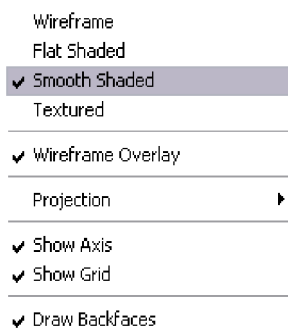 Wireframe
Flat Shaded
Smooth Shaded
Textured
Wireframe Overlay
Projection
Show Axis
Show Grid
Draw Backfaces